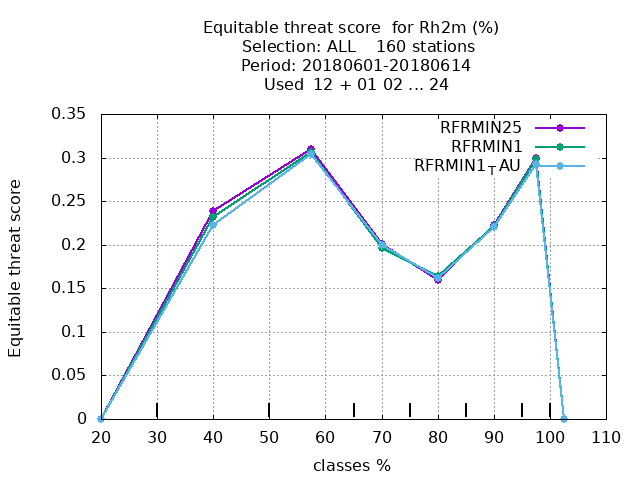 Equitable threat score  for Rh2m (%)
Selection: ALL    160 stations
Period: 20180601-20180614
Used  12 + 01 02 ... 24
RFRMIN25
RFRMIN1
RFRMIN1TAU
0.35
0.3
0.25
0.2
0.15
0.1
0.05
0
Equitable threat score
20 30 40 50 60 70 80 90 100 110
classes %